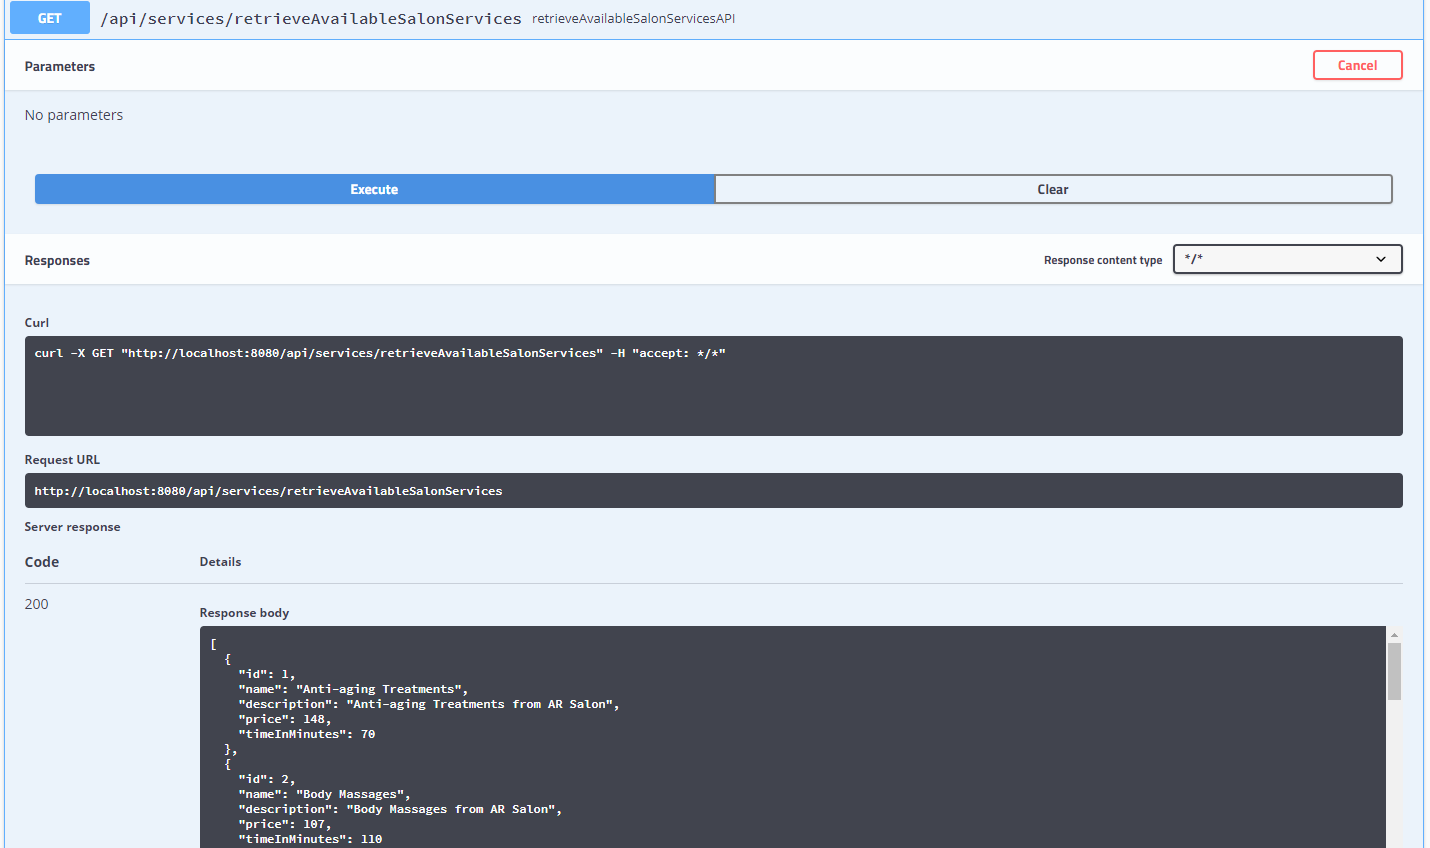 GET /api/services/retrieveAvailableSalonServices retrieveAvailableSalonServicesAPI
Parameters Cancel
No parameters
Execute Clear
Responses Response content type */*
Curl
curl -X GET "http://localhost:8080/api/services/retrieveAvailableSalonServices" -H "accept: */*"
Request URL
http://localhost:8080/api/services/retrieveAvailableSalonServices
Server response
Code Details
200
Response body
[
{
"id": 1,
"name": "Anti-aging Treatments",
"description": "Anti-aging Treatments from AR Salon",
"price": 148,
"timeInMinutes": 70
},
{
"id": 2,
"name": "Body Massages",
"description": "Body Massages from AR Salon",
"price": 107,
"timeInMinutes": 110